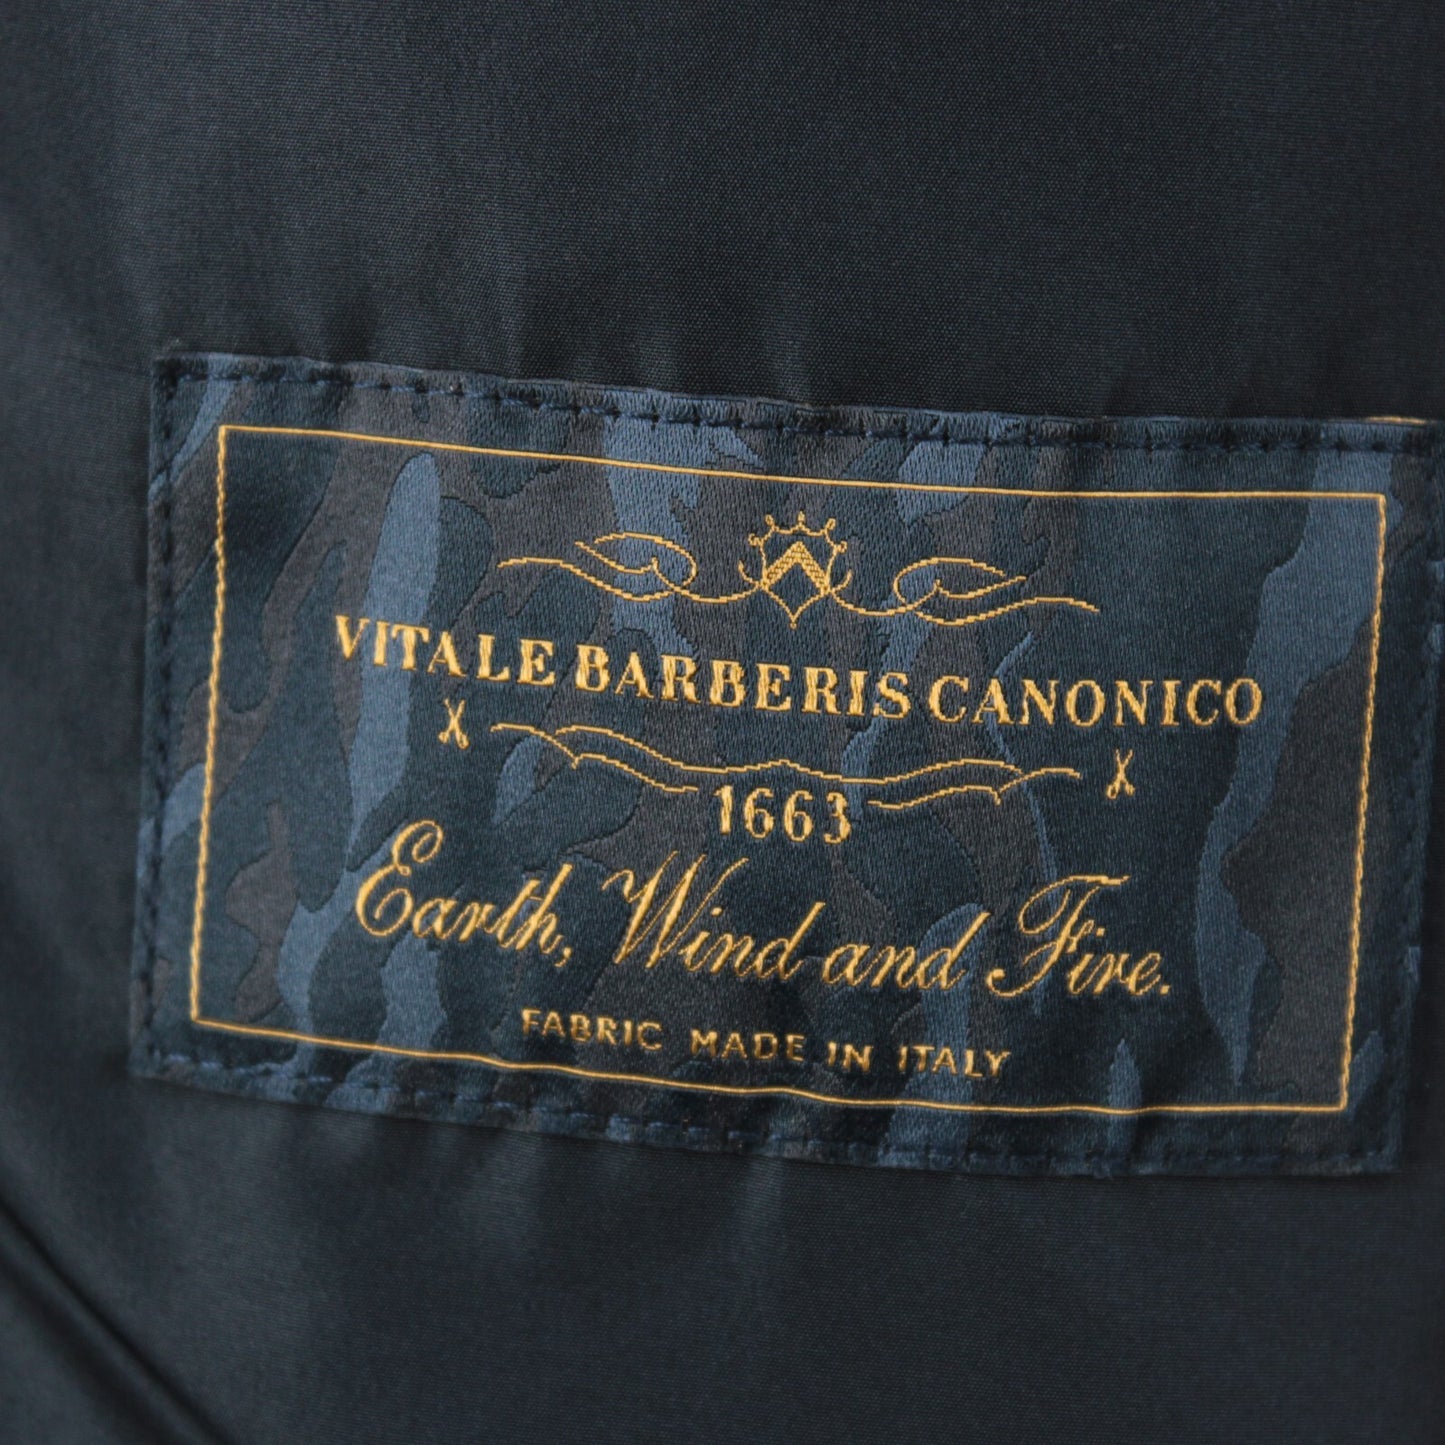 VITALE BARBERIS CANONICO
1663
Earth, Wind and Fire.
FABRIC MADE IN ITALY